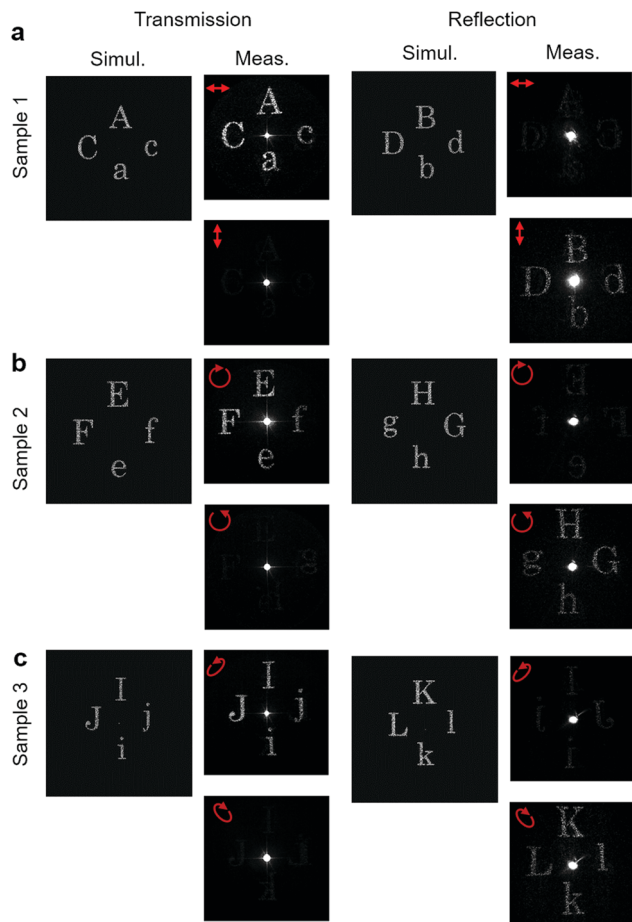 Transmission Reflection
a
Simul. Meas. Simul. Meas.
Sample 1
A
C c
a
A
C c
a
B
D d
b
A
C
B
D d
b
b
Sample 2
E
F f
e
E
F f
e
H
g G
h
E
F
H
g G
h
c
Sample 3
I
J j
i
I
J j
i
K
L l
k
I
J j
i
K
L l
k